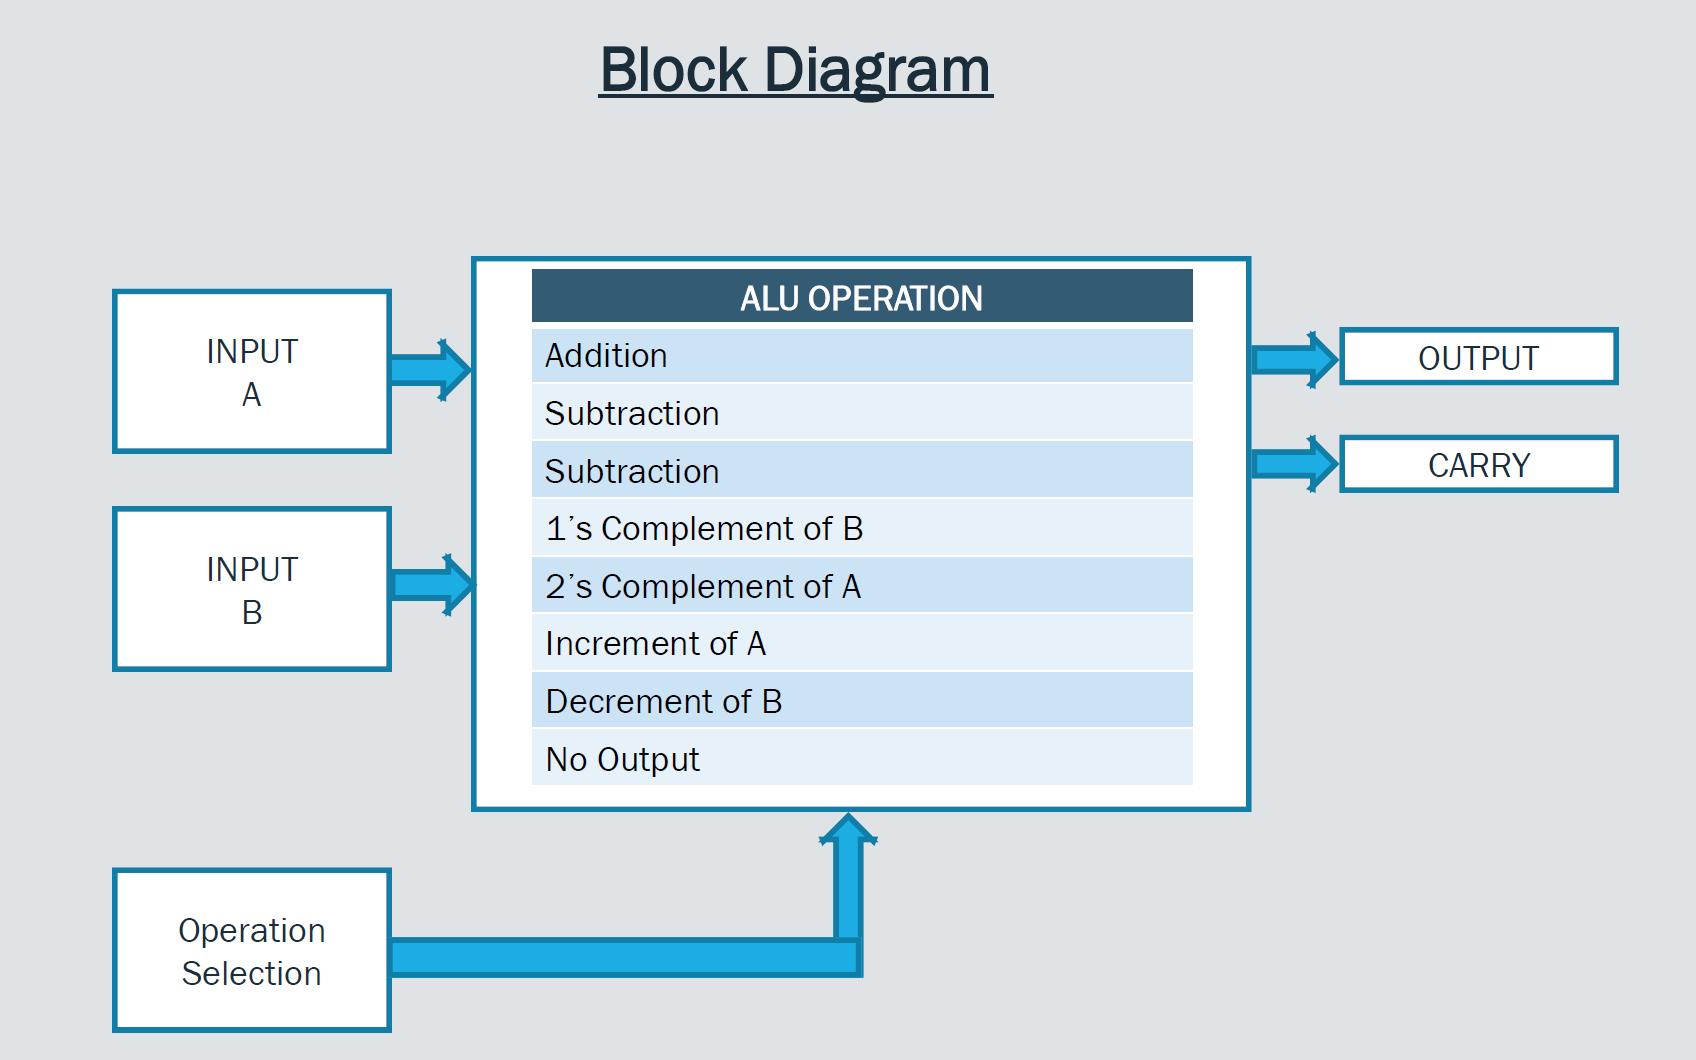 Block Diagram
INPUT
A
INPUT
B
Operation
Selection
ALU OPERATION
Addition
Subtraction
Subtraction
1’s Complement of B
2’s Complement of A
Increment of A
Decrement of B
No Output
OUTPUT
CARRY